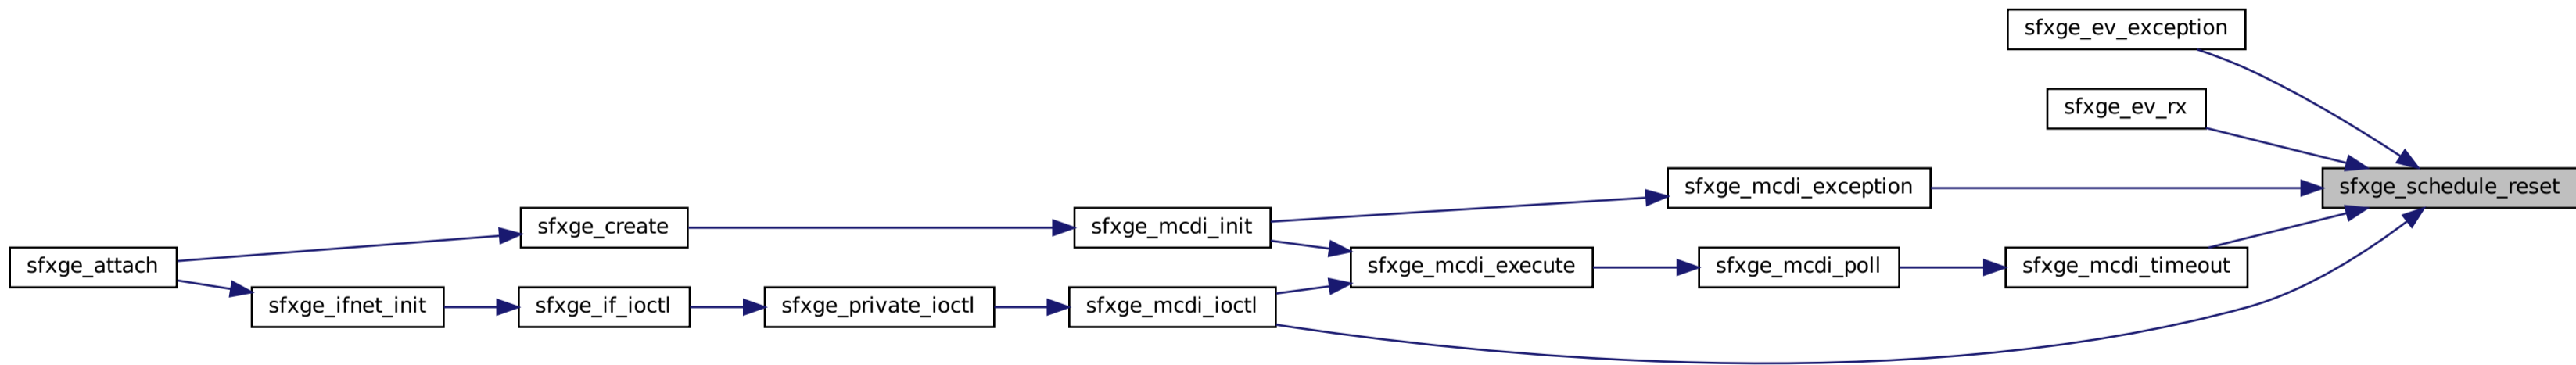 sfxge_ev_exception
sfxge_ev_rx
sfxge_mcdi_exception
sfxge_schedule_reset
sfxge_create
sfxge_mcdi_init
sfxge_attach
sfxge_mcdi_execute
sfxge_mcdi_poll
sfxge_mcdi_timeout
sfxge_ifnet_init
sfxge_if_ioctl
sfxge_private_ioctl
sfxge_mcdi_ioctl